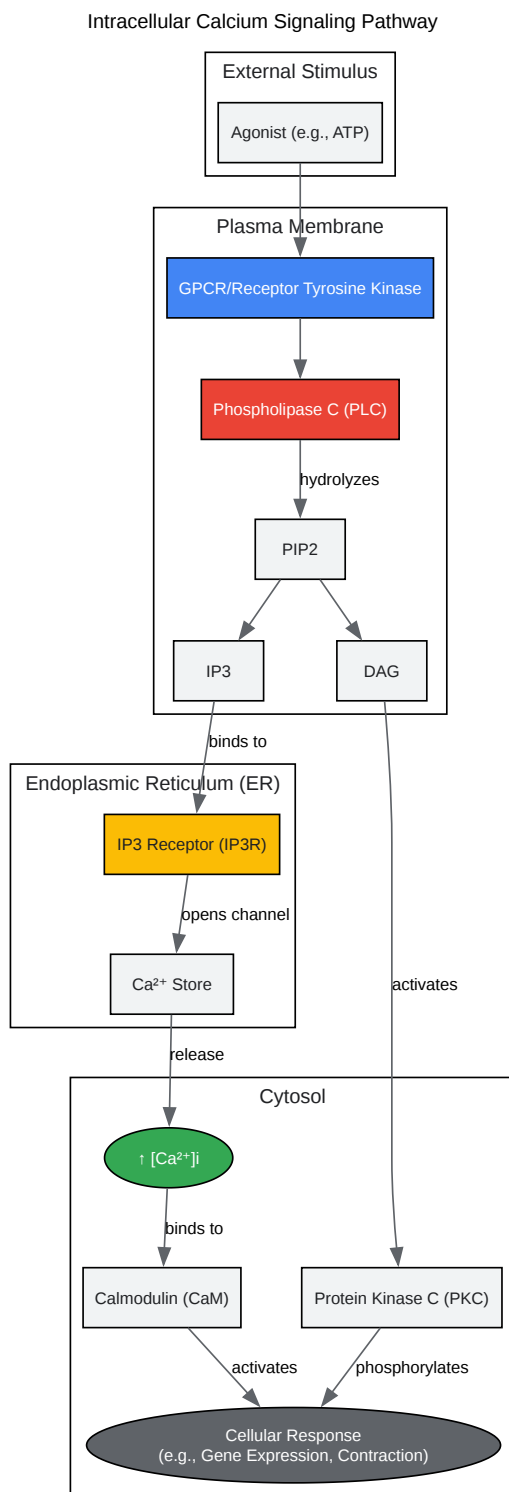 Intracellular Calcium Signaling Pathway
External Stimulus
Agonist (e.g., ATP)
Plasma Membrane
GPCR/Receptor Tyrosine Kinase
Phospholipase C (PLC)
hydrolyzes
PIP2
IP3
DAG
binds to
Endoplasmic Reticulum (ER)
IP3 Receptor (IP3R)
opens channel
Ca²⁺ Store
activates
release
Cytosol
↑ [Ca²⁺]i
binds to
Calmodulin (CaM)
Protein Kinase C (PKC)
activates
phosphorylates
Cellular Response
(e.g., Gene Expression, Contraction)